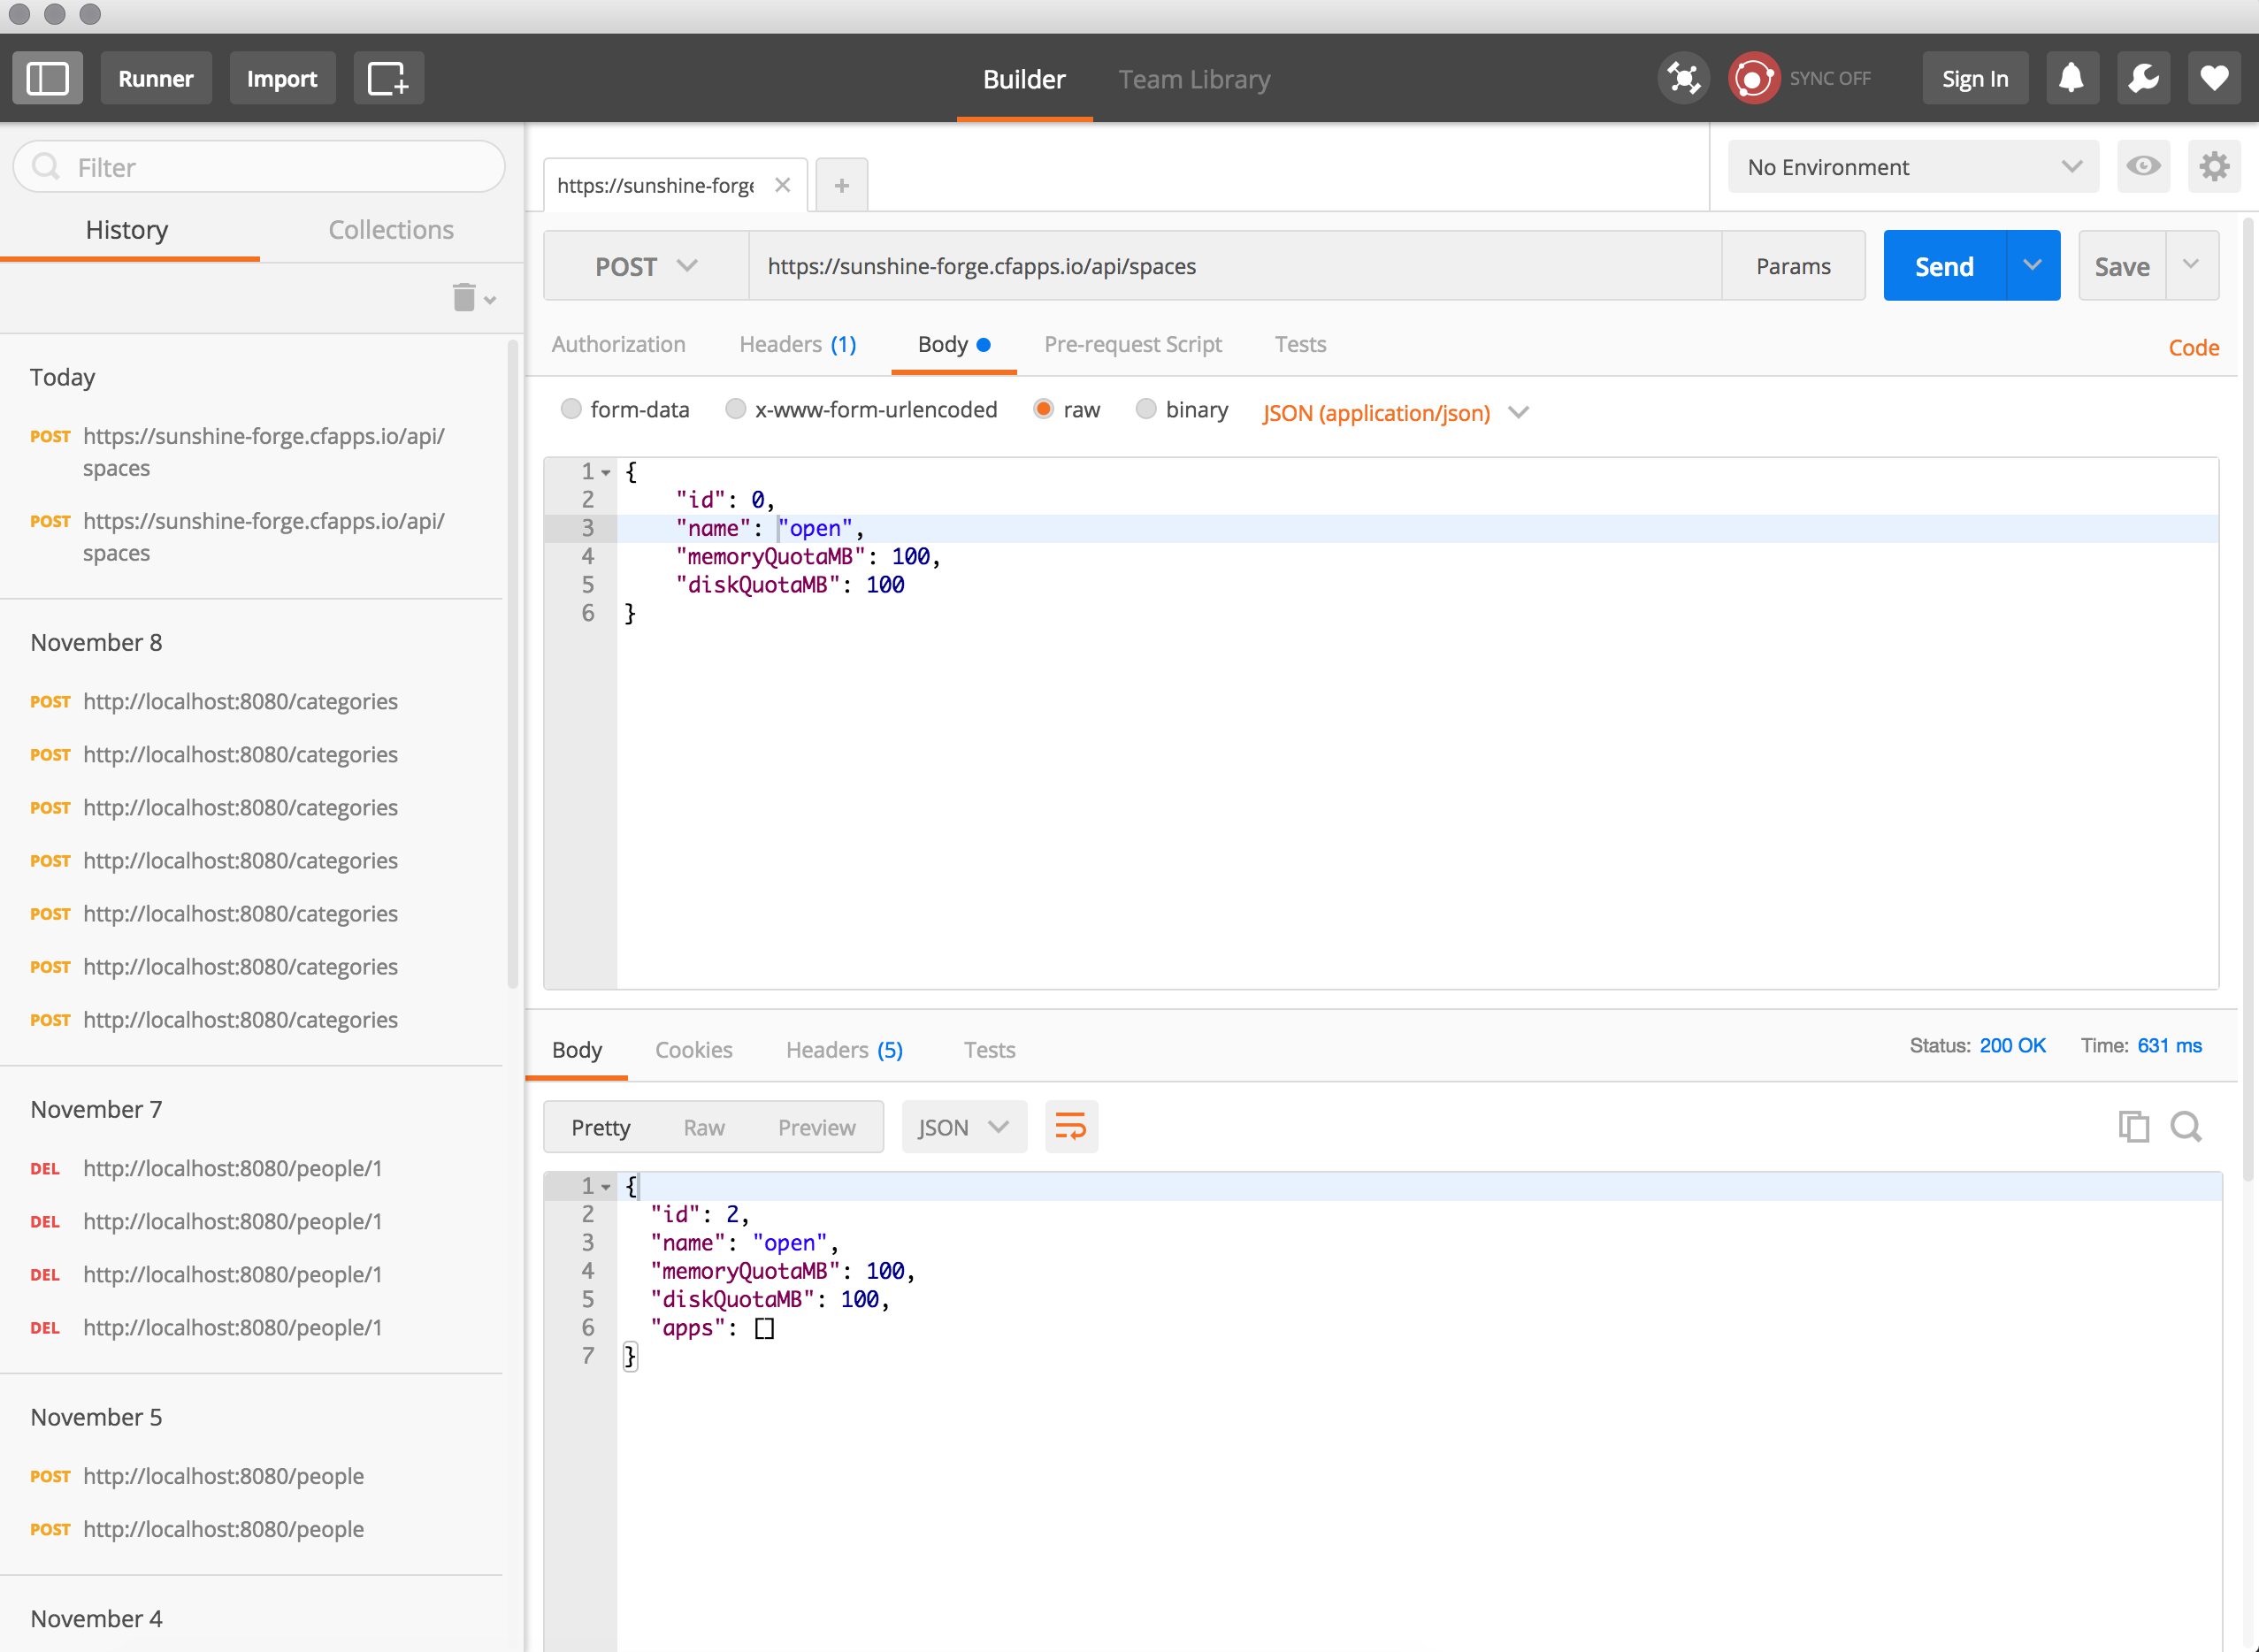 Runner
Import
Builder
Team Library
SYNC OFF
Sign In
Filter
History
Collections
Today
POST https://sunshine-forge.cfapps.io/api/
spaces
POST https://sunshine-forge.cfapps.io/api/
spaces
November 8
POST http://localhost:8080/categories
POST http://localhost:8080/categories
POST http://localhost:8080/categories
POST http://localhost:8080/categories
POST http://localhost:8080/categories
POST http://localhost:8080/categories
POST http://localhost:8080/categories
November 7
DEL http://localhost:8080/people/1
DEL http://localhost:8080/people/1
DEL http://localhost:8080/people/1
DEL http://localhost:8080/people/1
November 5
POST http://localhost:8080/people
POST http://localhost:8080/people
November 4
https://sunshine-forge
+
No Environment
POST
https://sunshine-forge.cfapps.io/api/spaces
Params
Send
Save
Authorization
Headers (1)
Body
Pre-request Script
Tests
Code
form-data
x-www-form-urlencoded
raw
binary
JSON (application/json)
1 {
2 "id": 0,
3 "name": "open",
4 "memoryQuotaMB": 100,
5 "diskQuotaMB": 100
6 }
Body
Cookies
Headers (5)
Tests
Status: 200 OK
Time: 631 ms
Pretty
Raw
Preview
JSON
1 {
2 "id": 2,
3 "name": "open",
4 "memoryQuotaMB": 100,
5 "diskQuotaMB": 100,
6 "apps": []
7 }